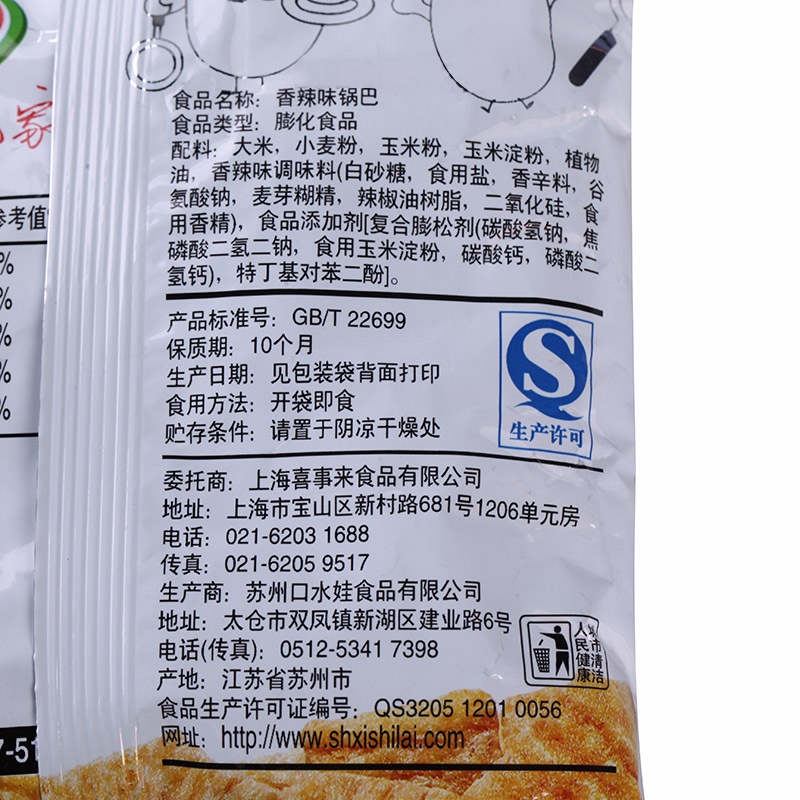 食品名称：香辣味锅巴
食品类型：膨化食品
配料：大米，小麦粉，玉米粉，玉米淀粉，植物
油，香辣味调味料(白砂糖，食用盐，香辛料，谷
氨酸钠，麦芽糊精，辣椒油树脂，二氧化硅，食
用香精)，食品添加剂[复合膨松剂(碳酸氢钠，焦
磷酸二氢二钠，食用玉米淀粉，碳酸钙，磷酸二
氢钙)，特丁基对苯二酚]。
产品标准号：GB/T 22699
保质期：10个月
生产日期：见包装袋背面打印
食用方法：开袋即食
贮存条件：请置于阴凉干燥处
生产许可
委托商：上海喜事来食品有限公司
地址：上海市宝山区新村路681号1206单元房
电话：021-6203 1688
传真：021-6205 9517
生产商：苏州口水娃食品有限公司
地址：太仓市双凤镇新湖区建业路6号
电话(传真)：0512-5341 7398
产地：江苏省苏州市
食品生产许可证编号：QS3205 1201 0056
网址：http://www.shxishilai.com
人民健康
城市清洁
参考值
%
%
%
%
%
7-51